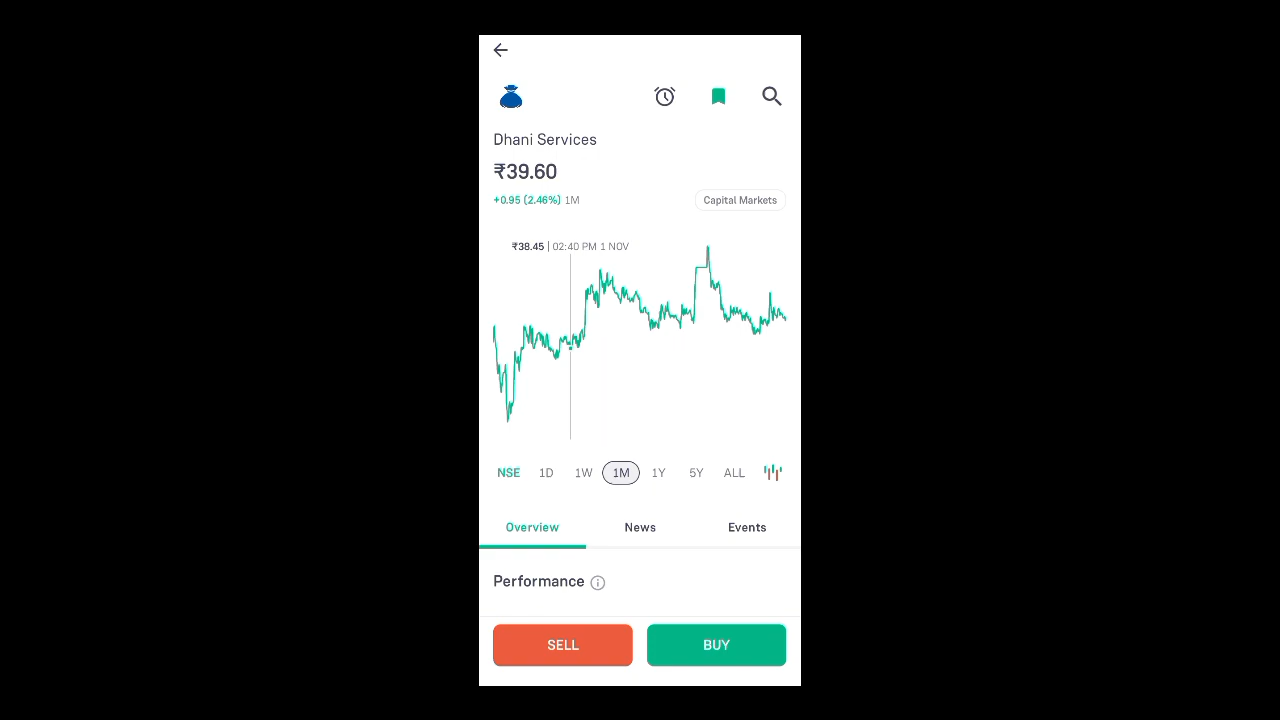 Dhani Services
₹39.60
+0.95 (2.46%) 1M
Capital Markets
₹38.45 | 02:40 PM 1 NOV
NSE 1D 1W 1M 1Y 5Y ALL
Overview News Events
Performance
SELL BUY